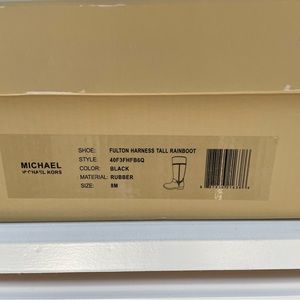 SHOE: FULTON HARNESS TALL RAINBOOT
STYLE: 40F3FHFB6Q
COLOR: BLACK
MATERIAL: RUBBER
SIZE: 8M
MICHAEL
MICHAEL KORS